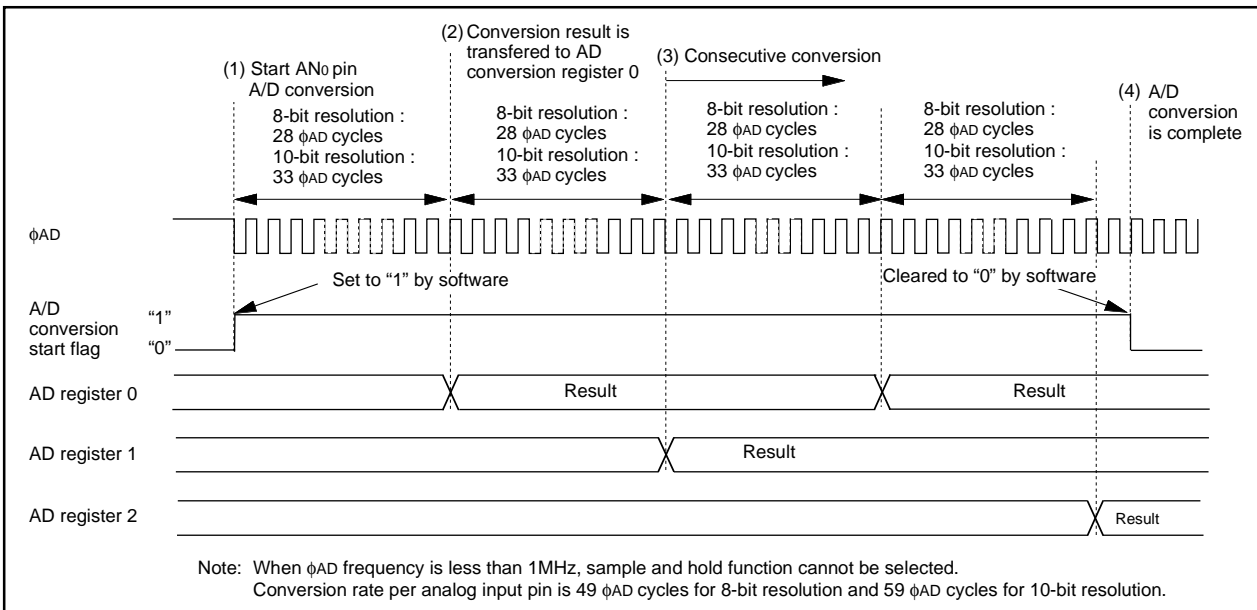 (1) Start AN0 pin
A/D conversion
(2) Conversion result is
transfered to AD
conversion register 0
(3) Consecutive conversion
(4) A/D
conversion
is complete
8-bit resolution :
28 ϕAD cycles
10-bit resolution :
33 ϕAD cycles
8-bit resolution :
28 ϕAD cycles
10-bit resolution :
33 ϕAD cycles
8-bit resolution :
28 ϕAD cycles
10-bit resolution :
33 ϕAD cycles
8-bit resolution :
28 ϕAD cycles
10-bit resolution :
33 ϕAD cycles
ϕAD
Set to “1” by software
Cleared to “0” by software
A/D
conversion
start flag
“1”
“0”
AD register 0
Result
Result
AD register 1
Result
AD register 2
Result
Note: When ϕAD frequency is less than 1MHz, sample and hold function cannot be selected.
Conversion rate per analog input pin is 49 ϕAD cycles for 8-bit resolution and 59 ϕAD cycles for 10-bit resolution.